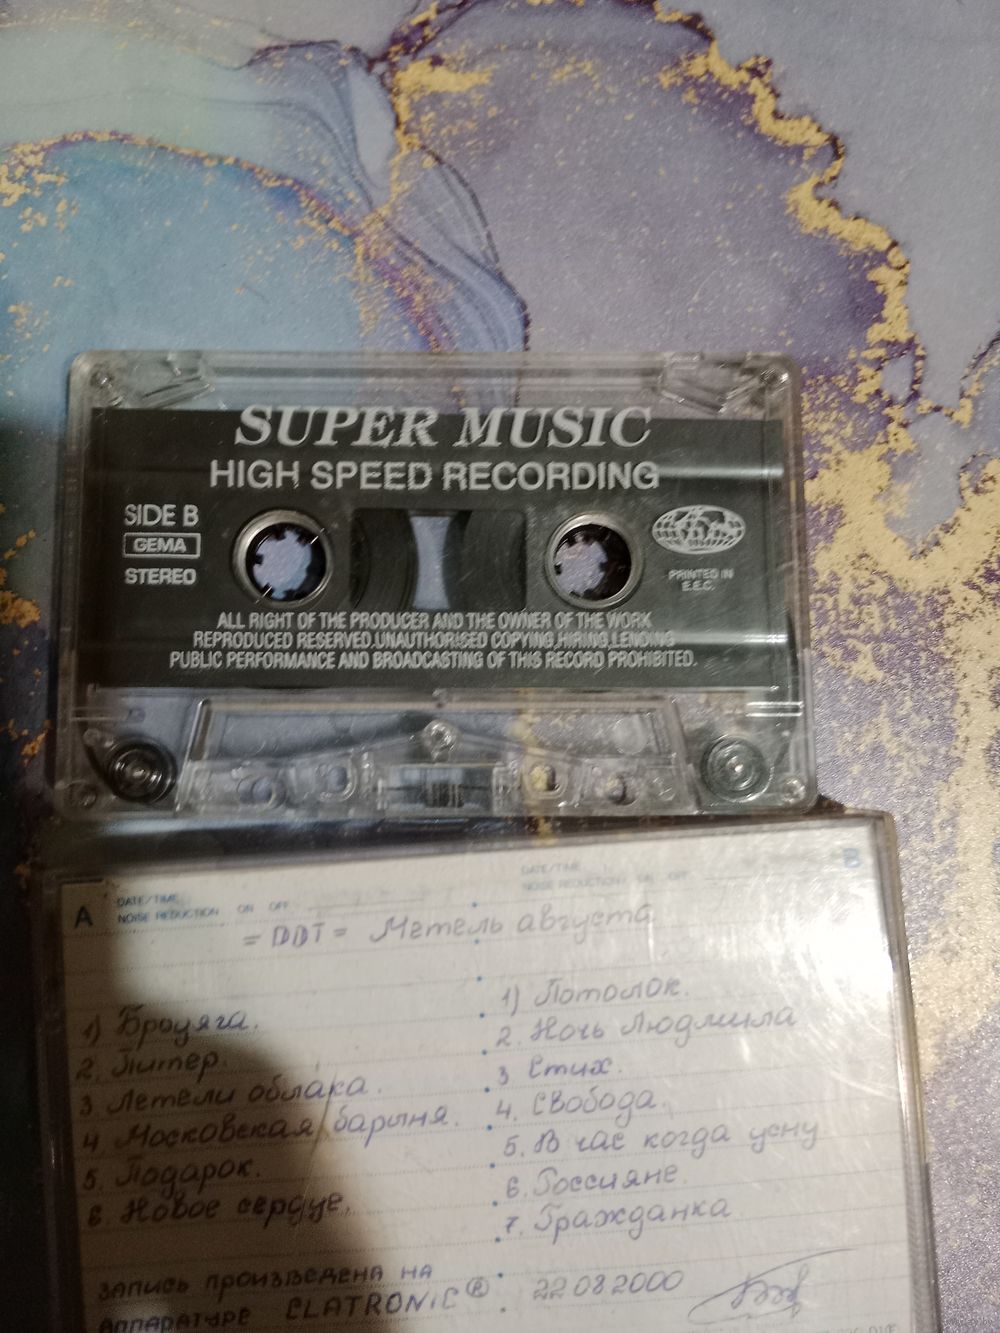 SUPER MUSIC
HIGH SPEED RECORDING
SIDE B
GEMA
STEREO
PRINTED IN
E.E.C.
ALL RIGHT OF THE PRODUCER AND THE OWNER OF THE WORK
REPRODUCED RESERVED.UNAUTHORISED COPYING,HIRING,LENDING
PUBLIC PERFORMANCE AND BROADCASTING OF THIS RECORD PROHIBITED.
A DATE/TIME
NOISE REDUCTION ON OFF
DATE/TIME B
NOISE REDUCTION ON OFF
= DDT = Метель августа
1) Бродяга.
2. Питер.
3 Летели облака.
4 Московская барыня.
5. Подарок.
6. Новое сердце.
1) Потолок.
2. Ночь Людмила
3 Стих.
4. Свобода.
5. В час когда усну
6. Россияне.
7. Гражданка
ЗАПИСЬ ПРОИЗВЕДЕНА НА
АППАРАТУРЕ CLATRONIC®
22.08.2000